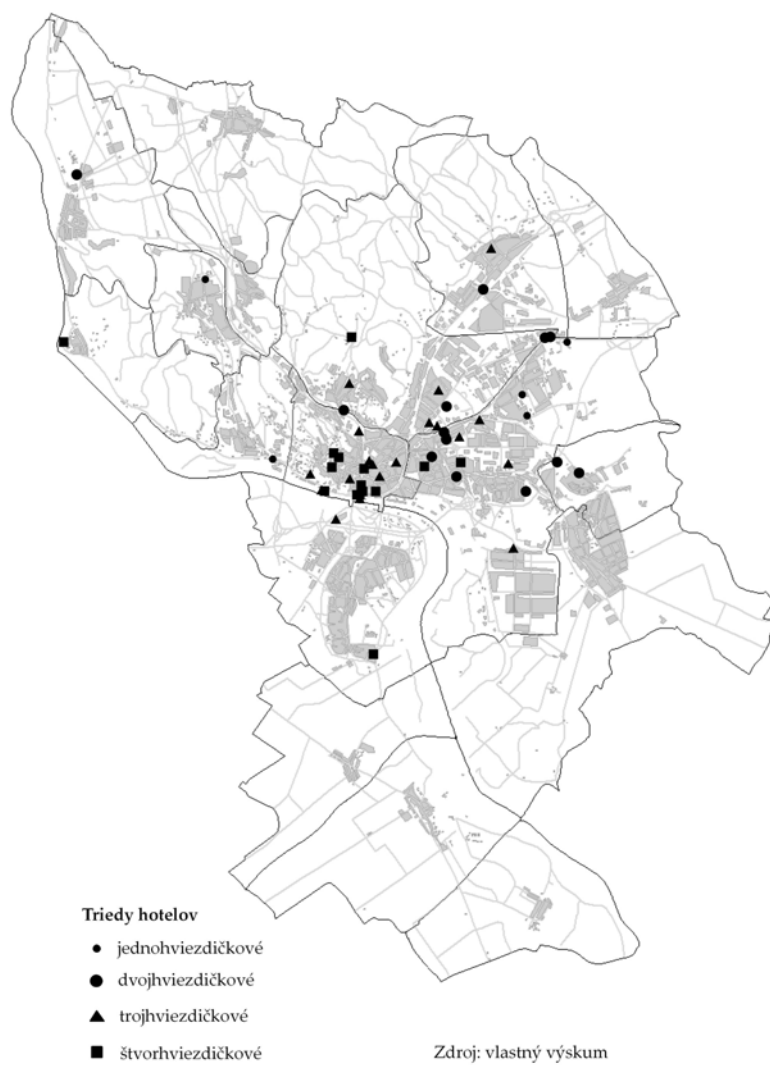 Triedy hotelov
jednohviezdičkové
dvojhviezdičkové
trojhviezdičkové
štvorhviezdičkové
Zdroj: vlastný výskum